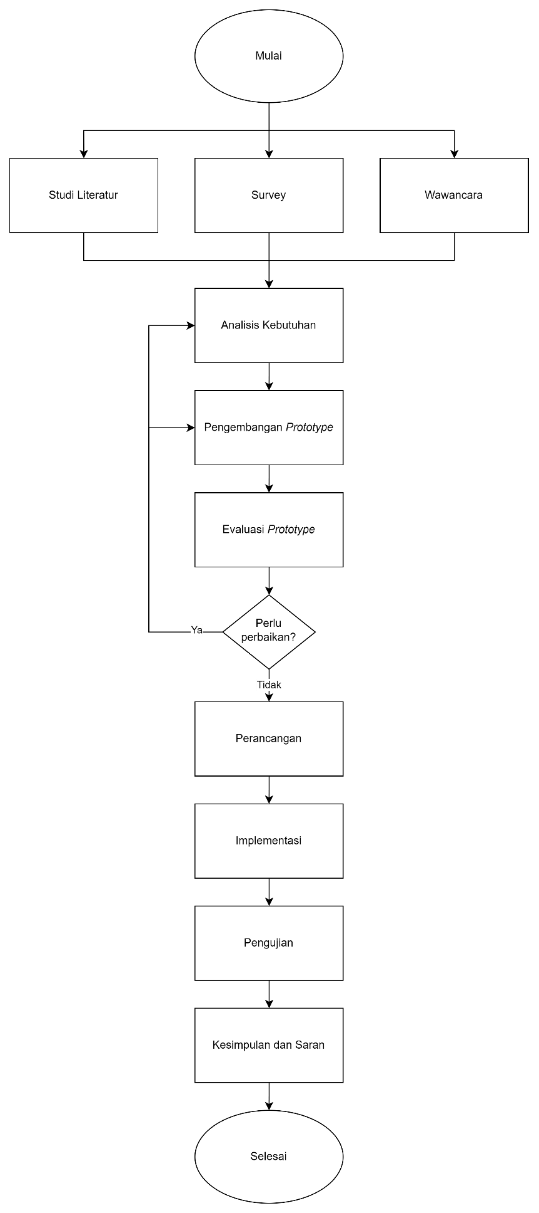 Mulai
Studi Literatur
Survey
Wawancara
Analisis Kebutuhan
Pengembangan Prototype
Evaluasi Prototype
Perlu
perbaikan?
Ya
Tidak
Perancangan
Implementasi
Pengujian
Kesimpulan dan Saran
Selesai